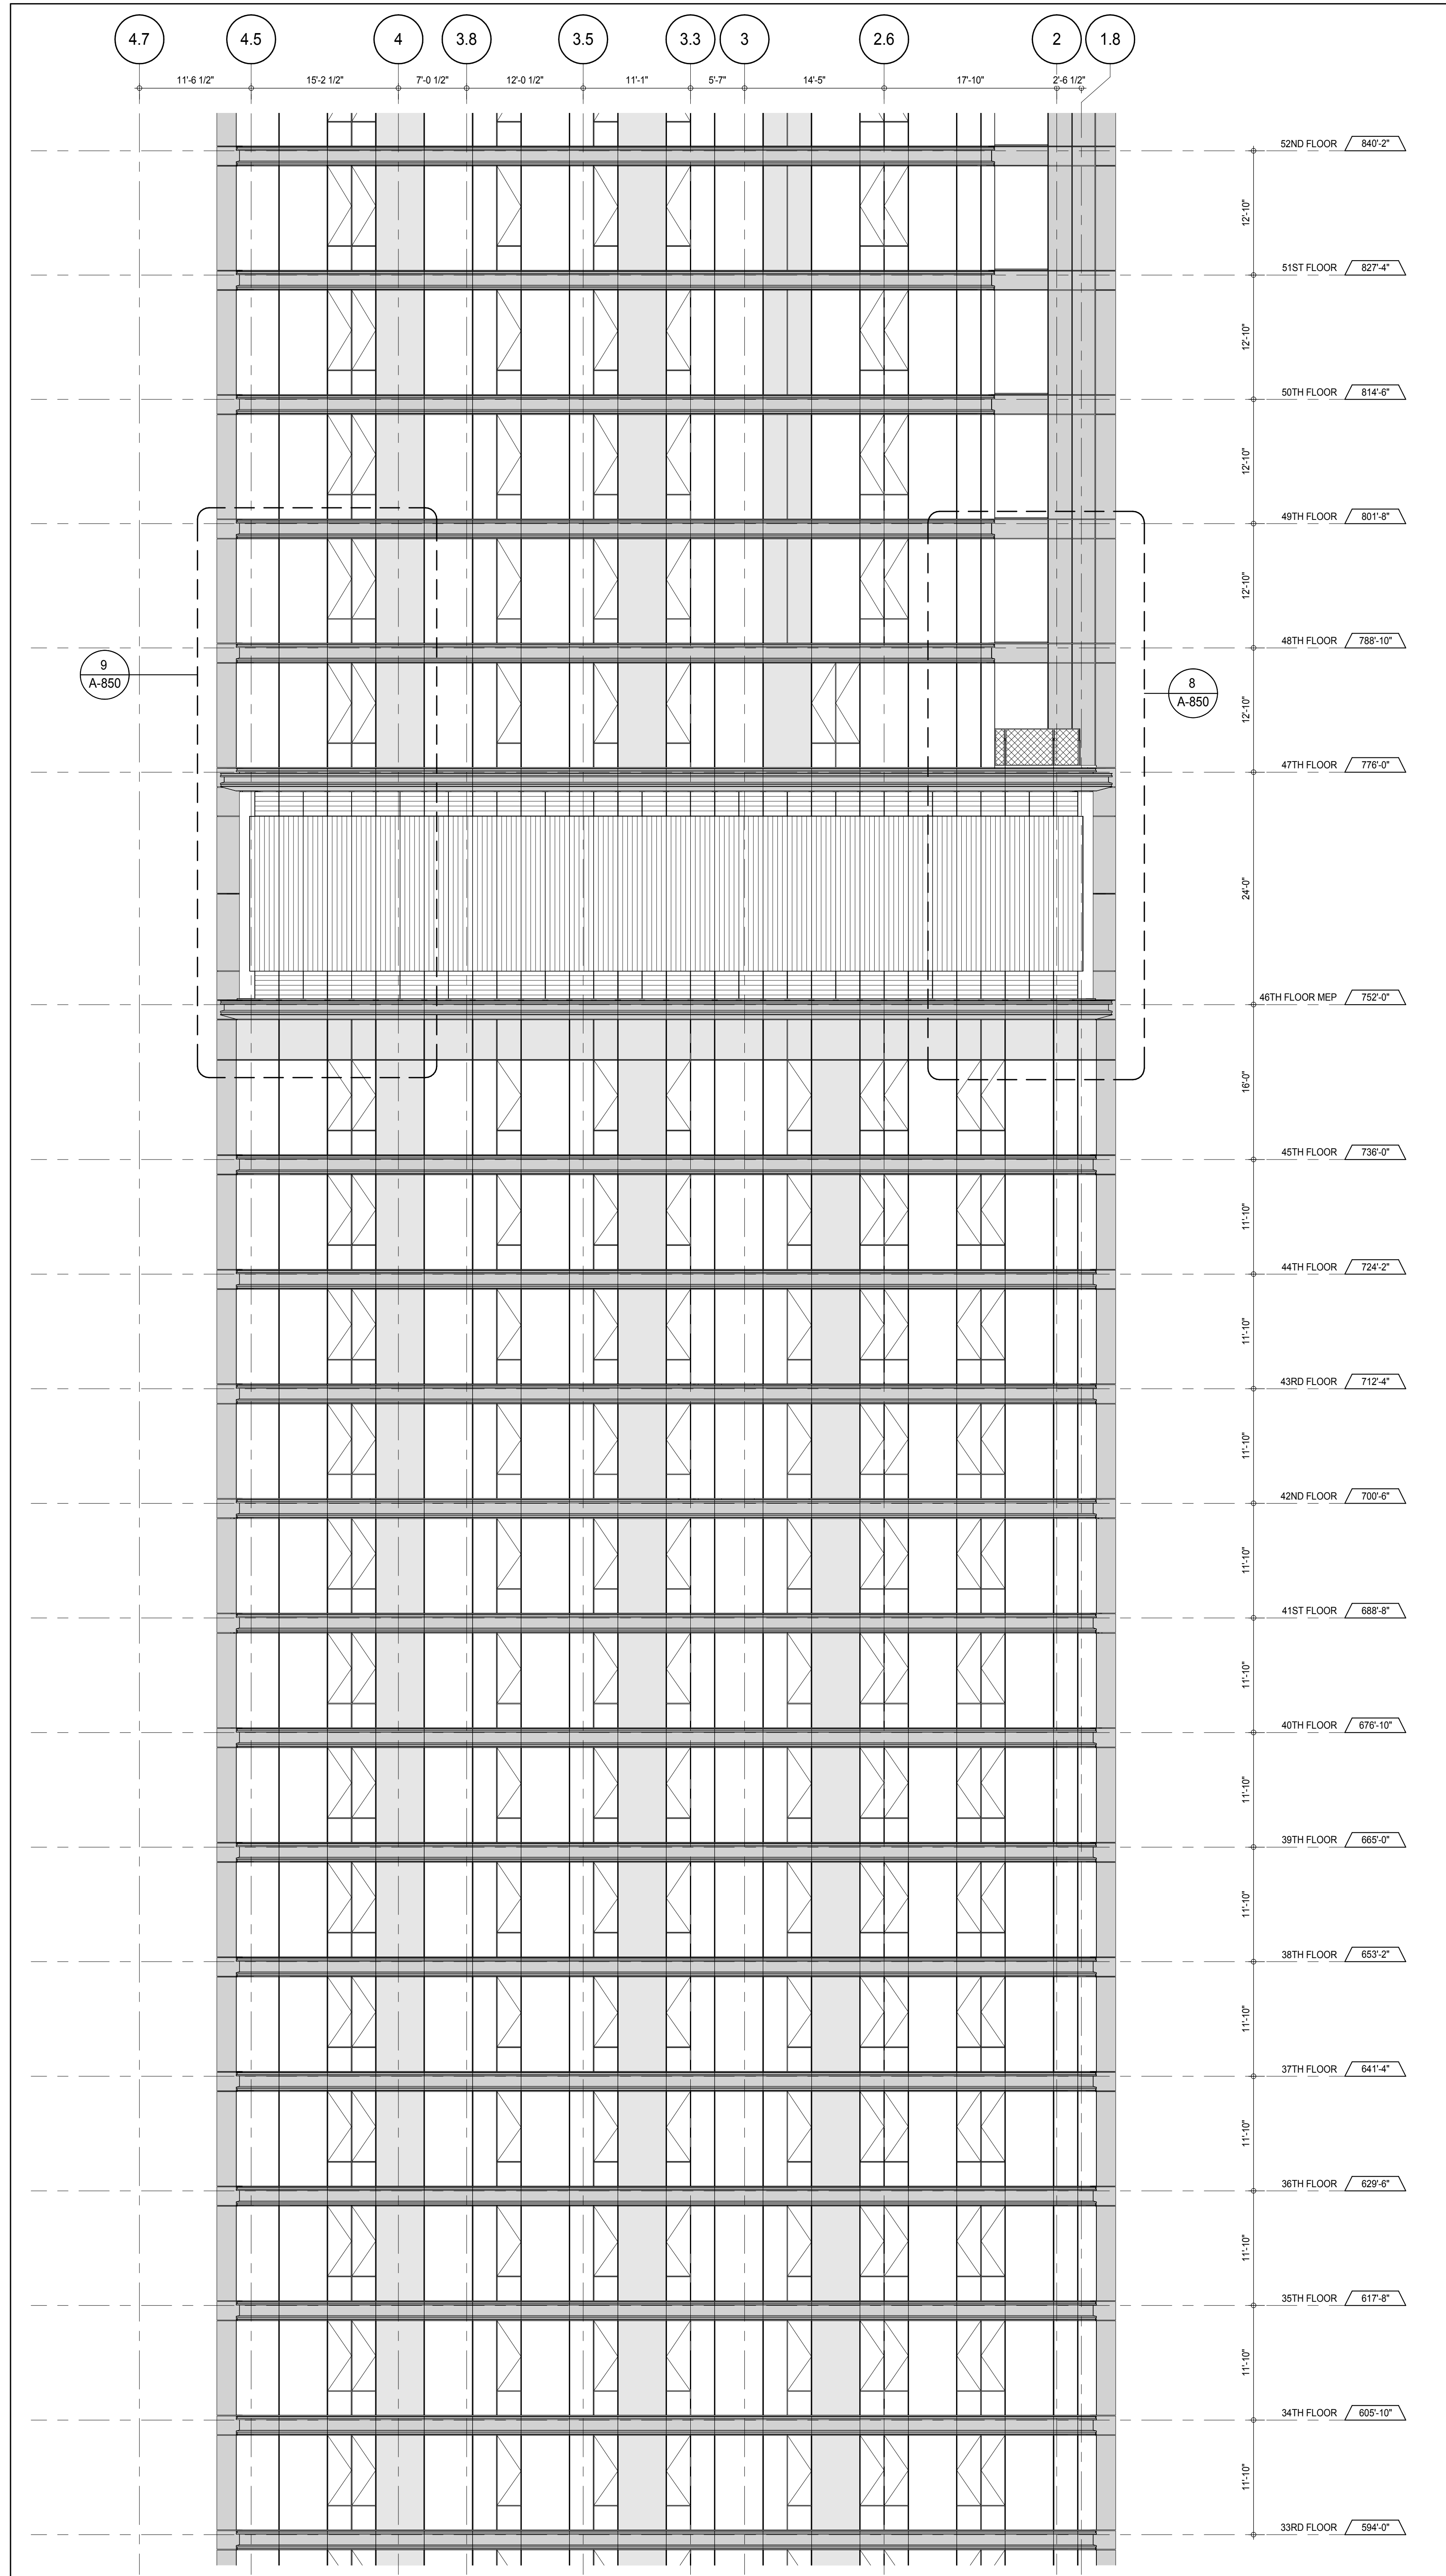 4.7 4.5 4 3.8 3.5 3.3 3 2.6 2 1.8
11'-6 1/2" 15'-2 1/2" 7'-0 1/2" 12'-0 1/2" 11'-1" 5'-7" 14'-5" 17'-10" 2'-6 1/2"
52ND FLOOR 840'-2"
12'-10"
51ST FLOOR 827'-4"
12'-10"
50TH FLOOR 814'-6"
12'-10"
49TH FLOOR 801'-8"
12'-10"
48TH FLOOR 788'-10"
9
A-850
8
A-850
12'-10"
47TH FLOOR 776'-0"
24'-0"
46TH FLOOR MEP 752'-0"
16'-0"
45TH FLOOR 736'-0"
11'-10"
44TH FLOOR 724'-2"
11'-10"
43RD FLOOR 712'-4"
11'-10"
42ND FLOOR 700'-6"
11'-10"
41ST FLOOR 688'-8"
11'-10"
40TH FLOOR 676'-10"
11'-10"
39TH FLOOR 665'-0"
11'-10"
38TH FLOOR 653'-2"
11'-10"
37TH FLOOR 641'-4"
11'-10"
36TH FLOOR 629'-6"
11'-10"
35TH FLOOR 617'-8"
11'-10"
34TH FLOOR 605'-10"
11'-10"
33RD FLOOR 594'-0"